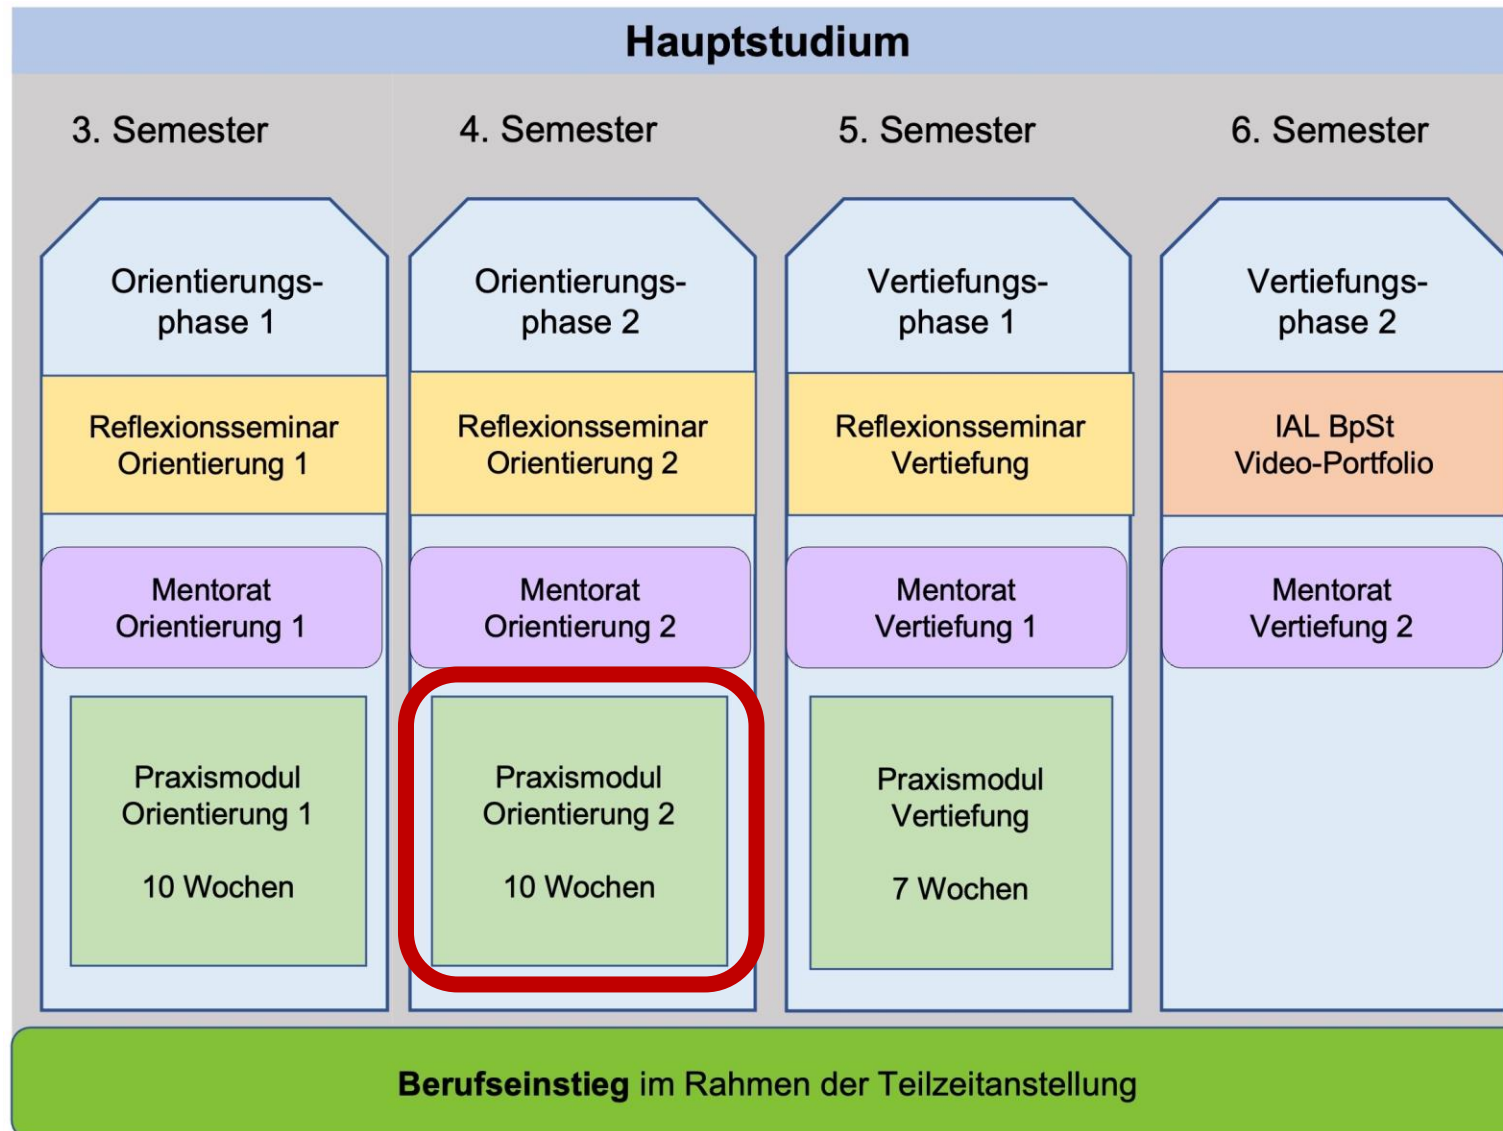 Hauptstudium
3. Semester
4. Semester
5. Semester
6. Semester
Orientierungs-
phase 1
Orientierungs-
phase 2
Vertiefungs-
phase 1
Vertiefungs-
phase 2
Reflexionsseminar
Orientierung 1
Reflexionsseminar
Orientierung 2
Reflexionsseminar
Vertiefung
IAL BpSt
Video-Portfolio
Mentorat
Orientierung 1
Mentorat
Orientierung 2
Mentorat
Vertiefung 1
Mentorat
Vertiefung 2
Praxismodul
Orientierung 1
10 Wochen
Praxismodul
Orientierung 2
10 Wochen
Praxismodul
Vertiefung
7 Wochen
Berufseinstieg im Rahmen der Teilzeitanstellung